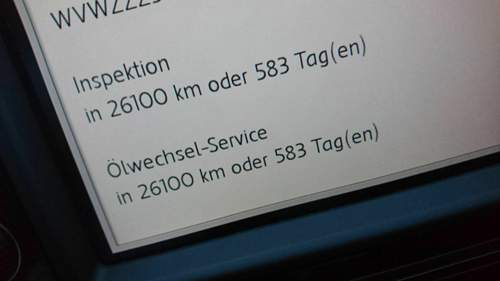 Inspektion
in 26100 km oder 583 Tag(en)
Ölwechsel-Service
in 26100 km oder 583 Tag(en)